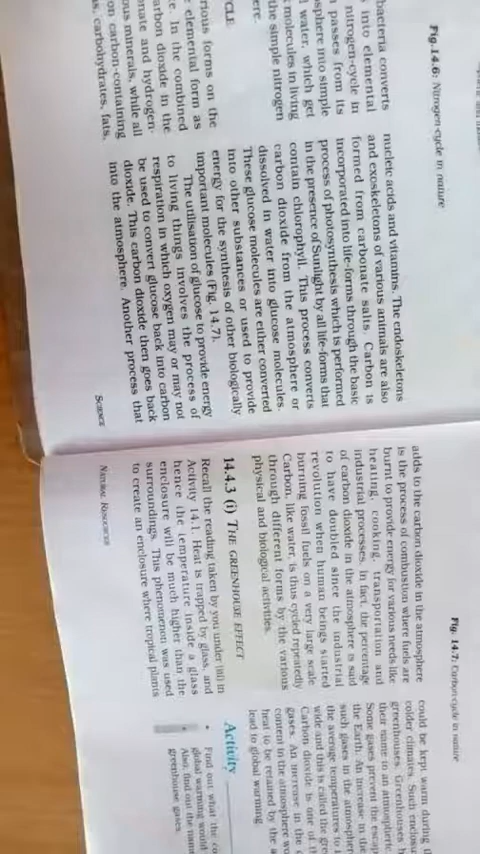 Fig.14.6: Nitrogen-cycle in nature
bacteria converts
into elemental
nitrogen-cycle in
passes from its
sphere into simple
water, which get
molecules in living
the simple nitrogen
ere.
CLE
rious forms on the
elemental form as
e. In the combined
arbon dioxide in the
onate and hydrogen-
ous minerals, while all
on carbon-containing
as, carbohydrates, fats,
nucleic acids and vitamins. The endoskeletons
and exoskeletons of various animals are also
formed from carbonate salts. Carbon is
incorporated into life-forms through the basic
process of photosynthesis which is performed
in the presence of Sunlight by all life-forms that
contain chlorophyll. This process converts
carbon dioxide from the atmosphere or
dissolved in water into glucose molecules.
These glucose molecules are either converted
into other substances or used to provide
energy for the synthesis of other biologically
important molecules (Fig. 14.7).
The utilisation of glucose to provide energy
to living things involves the process of
respiration in which oxygen may or may not
be used to convert glucose back into carbon
dioxide. This carbon dioxide then goes back
into the atmosphere. Another process that
SCIENCE
Fig. 14.7: Carbon-cycle in nature
adds to the carbon dioxide in the atmosphere
is the process of combustion where fuels are
burnt to provide energy for various needs like
heating, cooking, transportation and
industrial processes. In fact, the percentage
of carbon dioxide in the atmosphere is said
to have doubled since the industrial
revolution when human beings started
burning fossil fuels on a very large scale.
Carbon, like water, is thus cycled repeatedly
through different forms by the various
physical and biological activities.
14.4.3 (i) THE GREENHOUSE EFFECT
Recall the reading taken by you under (iii) in
Activity 14.1. Heat is trapped by glass, and
hence the temperature inside a glass
enclosure will be much higher than the
surroundings. This phenomenon was used
to create an enclosure where tropical plants
could be kept warm during
colder climates. Such enclosu
greenhouses. Greenhouses h
their name to an atmospheric
Some gases prevent the escap
the Earth. An increase in the
such gases in the atmospher
the average temperatures to
wide and this is called the gre
Carbon dioxide is one of
gases. An increase in the
content in the atmosphere wo
heat to be retained by the a
lead to global warming.
Activity
• Find out what the co
global warming would
• Also, find out the nam
greenhouse gases.
NATURAL RESOURCES